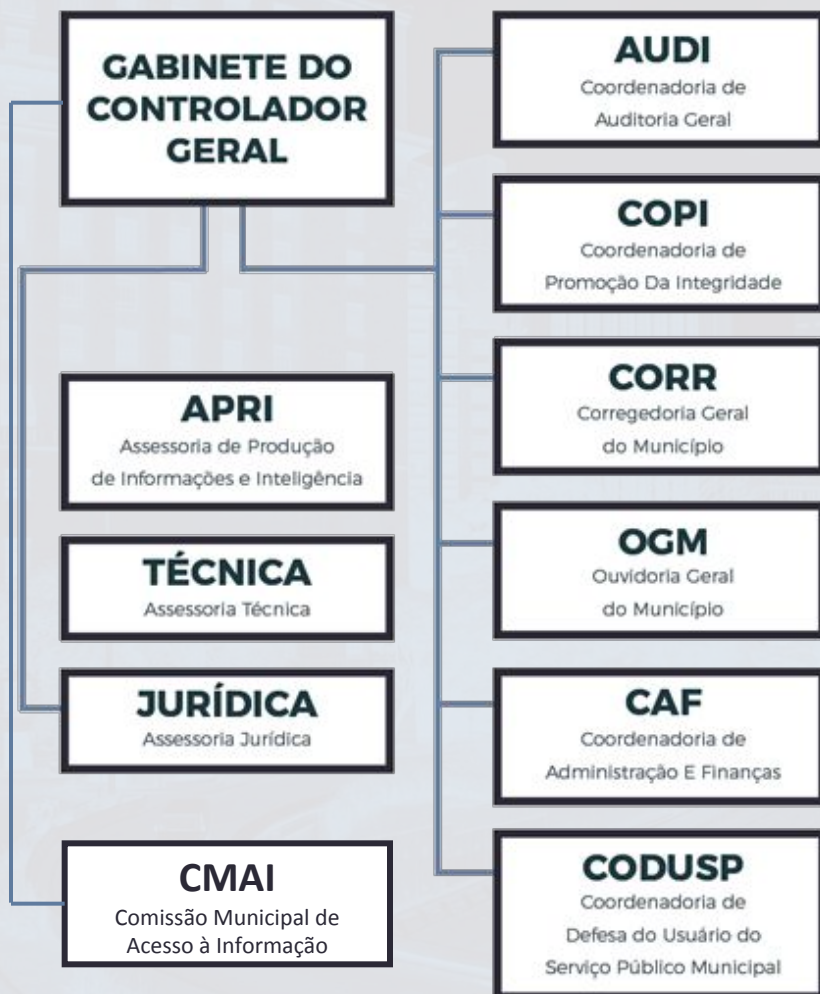 GABINETE DO
CONTROLADOR
GERAL
APRI
Assessoria de Produção
de Informações e Inteligência
TÉCNICA
Assessoria Técnica
JURÍDICA
Assessoria Jurídica
CMAI
Comissão Municipal de
Acesso à Informação
AUDI
Coordenadoria de
Auditoria Geral
COPI
Coordenadoria de
Promoção Da Integridade
CORR
Corregedoria Geral
do Município
OGM
Ouvidoria Geral
do Município
CAF
Coordenadoria de
Administração E Finanças
CODUSP
Coordenadoria de
Defesa do Usuário do
Serviço Público Municipal